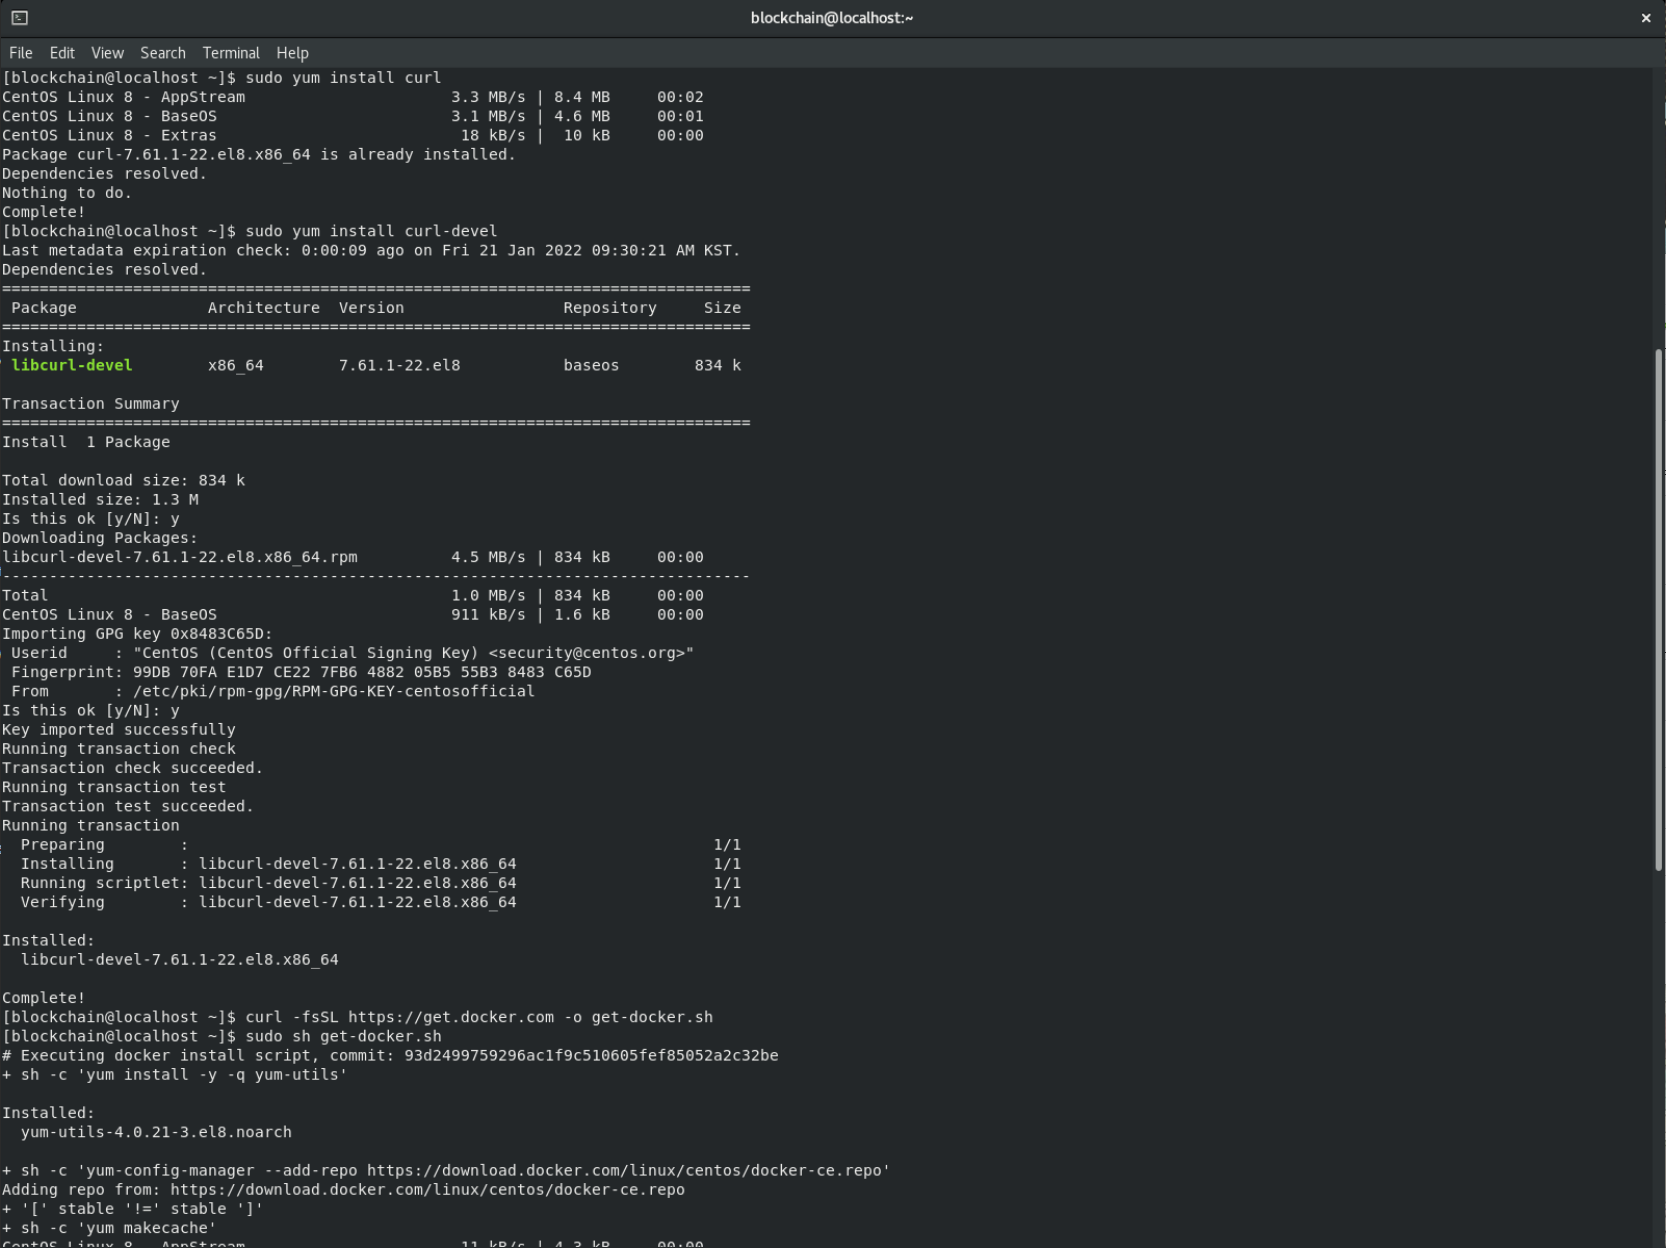 blockchain@localhost:~
File Edit View Search Terminal Help
[blockchain@localhost ~]$ sudo yum install curl
CentOS Linux 8 - AppStream                      3.3 MB/s | 8.4 MB     00:02
CentOS Linux 8 - BaseOS                         3.1 MB/s | 4.6 MB     00:01
CentOS Linux 8 - Extras                          18 kB/s |  10 kB     00:00
Package curl-7.61.1-22.el8.x86_64 is already installed.
Dependencies resolved.
Nothing to do.
Complete!
[blockchain@localhost ~]$ sudo yum install curl-devel
Last metadata expiration check: 0:00:09 ago on Fri 21 Jan 2022 09:30:21 AM KST.
Dependencies resolved.
================================================================================
 Package              Architecture  Version                 Repository     Size
================================================================================
Installing:
 libcurl-devel        x86_64        7.61.1-22.el8           baseos        834 k

Transaction Summary
================================================================================
Install  1 Package

Total download size: 834 k
Installed size: 1.3 M
Is this ok [y/N]: y
Downloading Packages:
libcurl-devel-7.61.1-22.el8.x86_64.rpm          4.5 MB/s | 834 kB     00:00
--------------------------------------------------------------------------------
Total                                           1.0 MB/s | 834 kB     00:00
CentOS Linux 8 - BaseOS                         911 kB/s | 1.6 kB     00:00
Importing GPG key 0x8483C65D:
 Userid     : "CentOS (CentOS Official Signing Key) <security@centos.org>"
 Fingerprint: 99DB 70FA E1D7 CE22 7FB6 4882 05B5 55B3 8483 C65D
 From       : /etc/pki/rpm-gpg/RPM-GPG-KEY-centosofficial
Is this ok [y/N]: y
Key imported successfully
Running transaction check
Transaction check succeeded.
Running transaction test
Transaction test succeeded.
Running transaction
  Preparing        :                                                        1/1
  Installing       : libcurl-devel-7.61.1-22.el8.x86_64                     1/1
  Running scriptlet: libcurl-devel-7.61.1-22.el8.x86_64                     1/1
  Verifying        : libcurl-devel-7.61.1-22.el8.x86_64                     1/1

Installed:
  libcurl-devel-7.61.1-22.el8.x86_64

Complete!
[blockchain@localhost ~]$ curl -fsSL https://get.docker.com -o get-docker.sh
[blockchain@localhost ~]$ sudo sh get-docker.sh
# Executing docker install script, commit: 93d2499759296ac1f9c510605fef85052a2c32be
+ sh -c 'yum install -y -q yum-utils'

Installed:
  yum-utils-4.0.21-3.el8.noarch

+ sh -c 'yum-config-manager --add-repo https://download.docker.com/linux/centos/docker-ce.repo'
Adding repo from: https://download.docker.com/linux/centos/docker-ce.repo
+ '[' stable '!=' stable ']'
+ sh -c 'yum makecache'
CentOS Linux 8 - AppStream                       11 kB/s | 4.3 kB     00:00